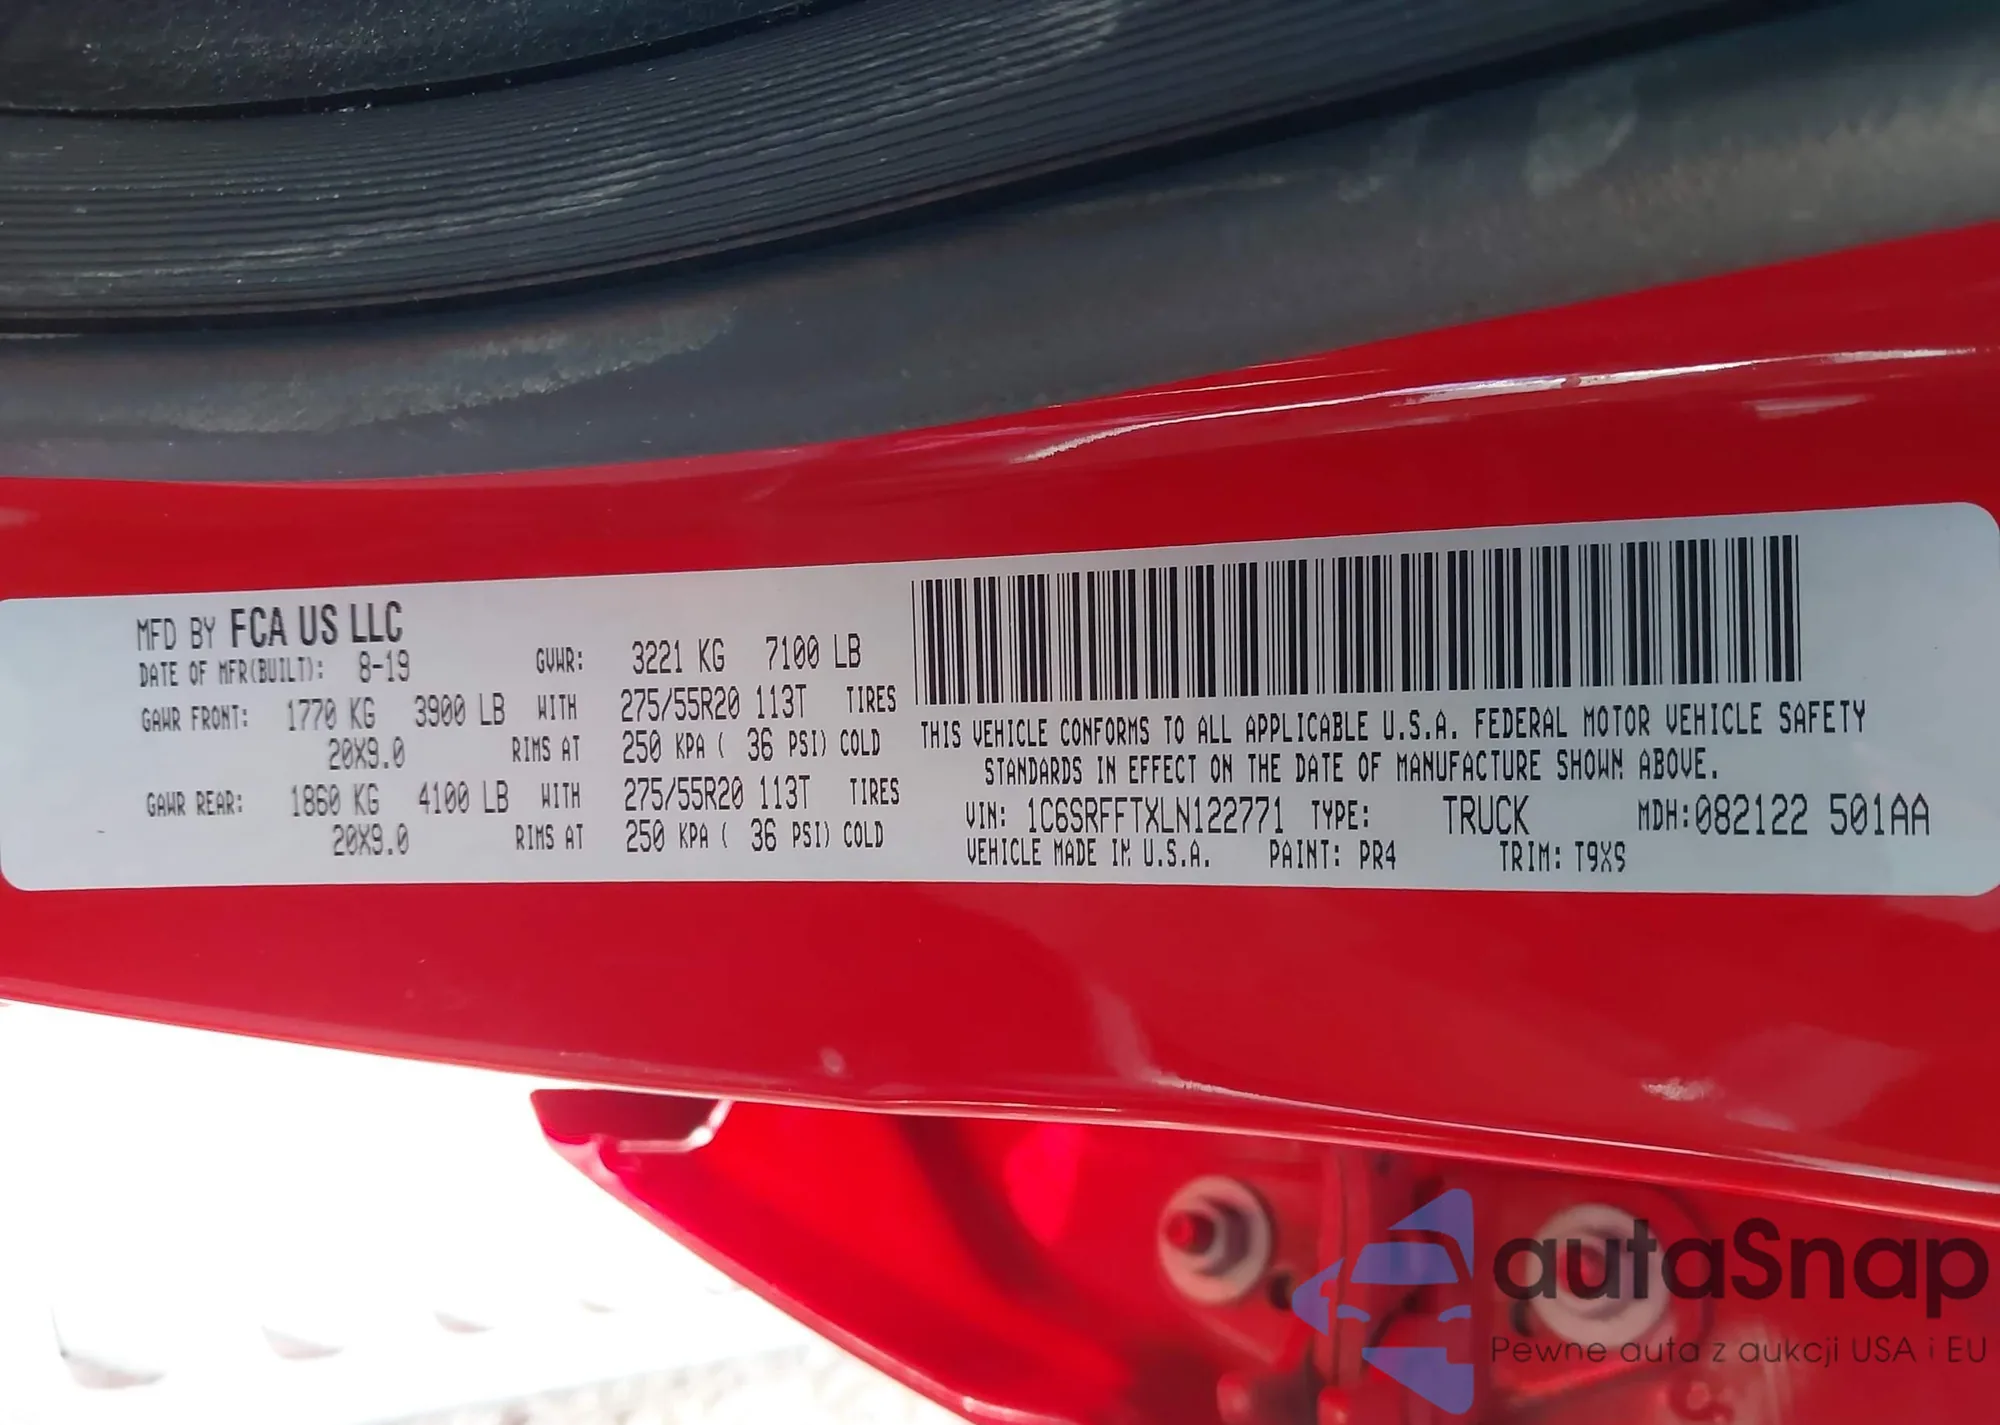 MFD BY FCA US LLC
DATE OF MFR(BUILT): 8-19 GVWR: 3221 KG 7100 LB
GAWR FRONT: 1770 KG 3900 LB WITH 275/55R20 113T TIRES
20X9.0 RIMS AT 250 KPA ( 36 PSI) COLD
GAWR REAR: 1860 KG 4100 LB WITH 275/55R20 113T TIRES
20X9.0 RIMS AT 250 KPA ( 36 PSI) COLD
THIS VEHICLE CONFORMS TO ALL APPLICABLE U.S.A. FEDERAL MOTOR VEHICLE SAFETY
STANDARDS IN EFFECT ON THE DATE OF MANUFACTURE SHOWN ABOVE.
VIN: 1C6SRFFTXLN122771 TYPE: TRUCK MDH:082122 501AA
VEHICLE MADE IN U.S.A. PAINT: PR4 TRIM: T9XS
autaSnap
Pewne auta z aukcji USA i EU